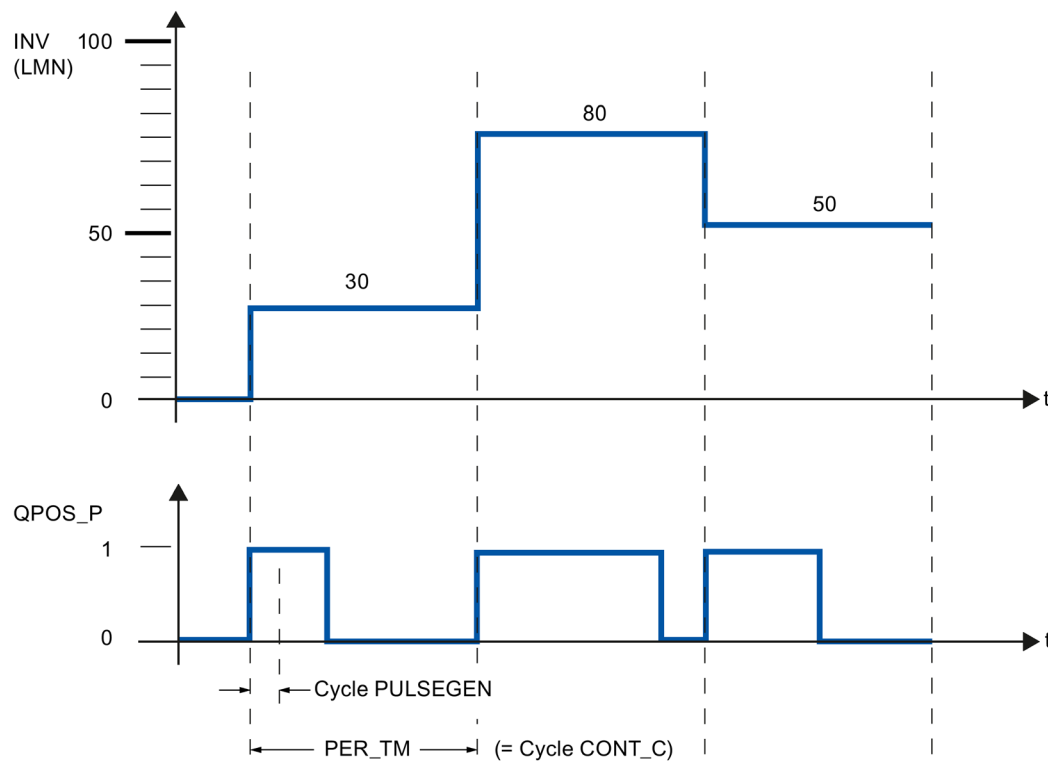 INV 100
(LMN)
80
50
50
30
0
t
QPOS_P
1
0
t
Cycle PULSEGEN
PER_TM (= Cycle CONT_C)